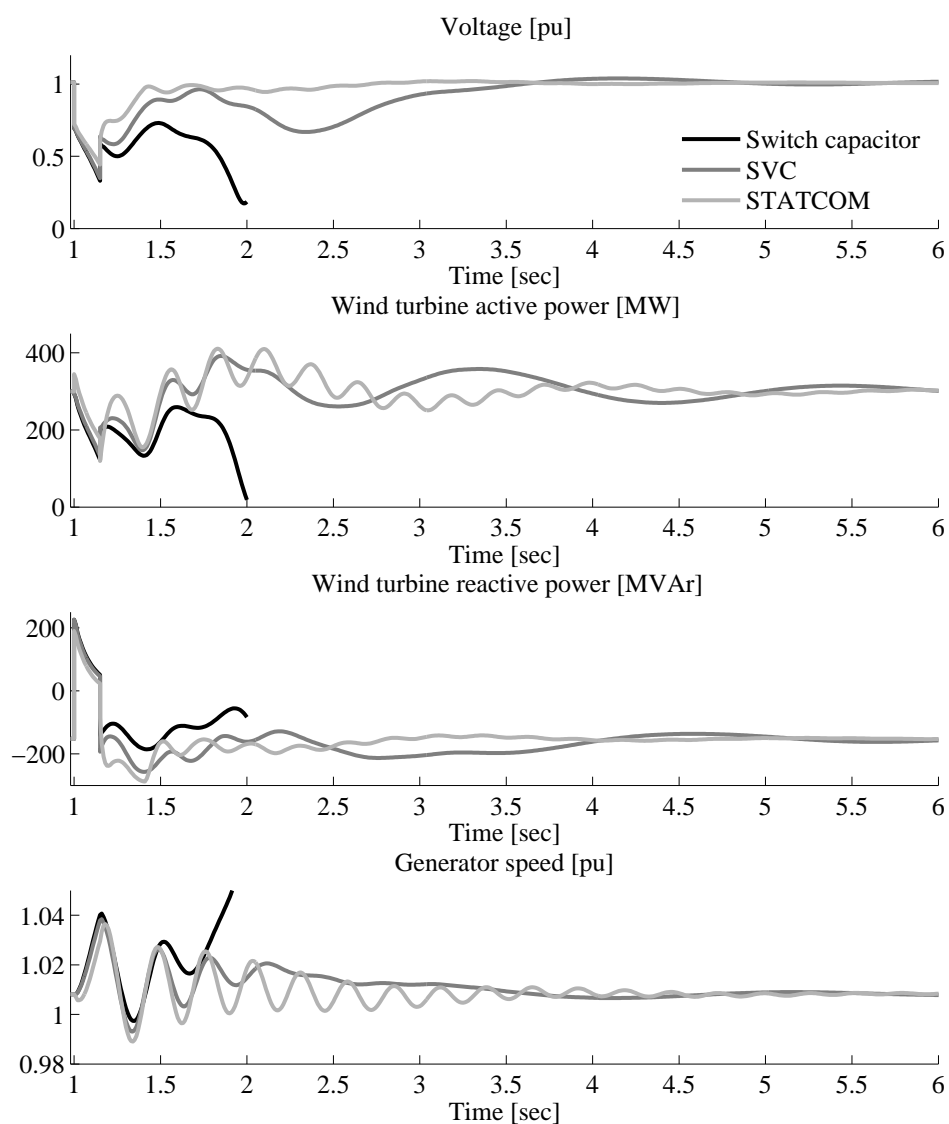 Voltage [pu]
1
0.5
0
Switch capacitor
SVC
STATCOM
1 1.5 2 2.5 3 3.5 4 4.5 5 5.5 6
Time [sec]
Wind turbine active power [MW]
400
200
0
1 1.5 2 2.5 3 3.5 4 4.5 5 5.5 6
Time [sec]
Wind turbine reactive power [MVAr]
200
0
−200
1 1.5 2 2.5 3 3.5 4 4.5 5 5.5 6
Time [sec]
Generator speed [pu]
1.04
1.02
1
0.98
1 1.5 2 2.5 3 3.5 4 4.5 5 5.5 6
Time [sec]